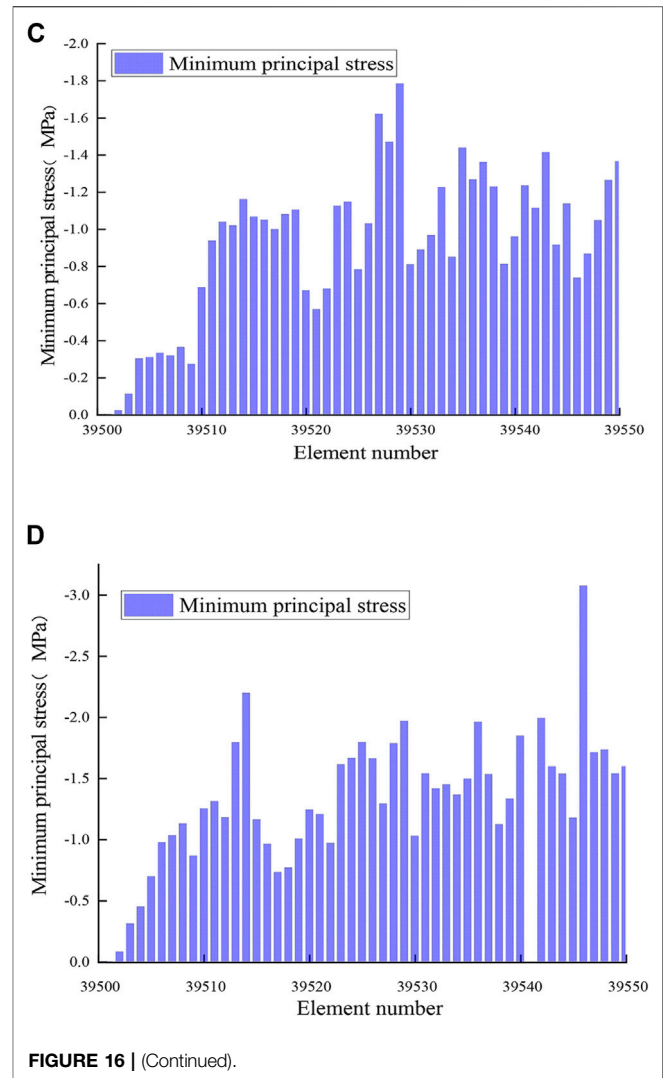 C
-2.0
-1.8
-1.6
-1.4
-1.2
-1.0
-0.8
-0.6
-0.4
-0.2
0.0
Minimum principal stress( MPa)
Minimum principal stress
39500 39510 39520 39530 39540 39550
Element number
D
-3.0
-2.5
-2.0
-1.5
-1.0
-0.5
0.0
Minimum principal stress( MPa)
Minimum principal stress
39500 39510 39520 39530 39540 39550
Element number
FIGURE 16 | (Continued).